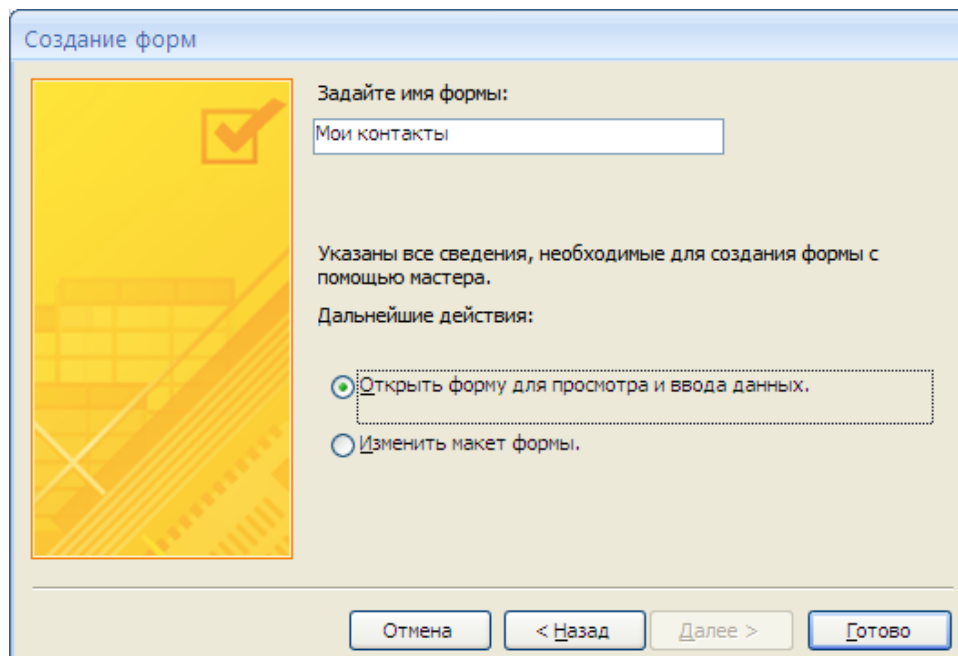 Создание форм
Задайте имя формы:
Мои контакты
Указаны все сведения, необходимые для создания формы с
помощью мастера.
Дальнейшие действия:
Открыть форму для просмотра и ввода данных.
Изменить макет формы.
Отмена
< Назад
Далее >
Готово